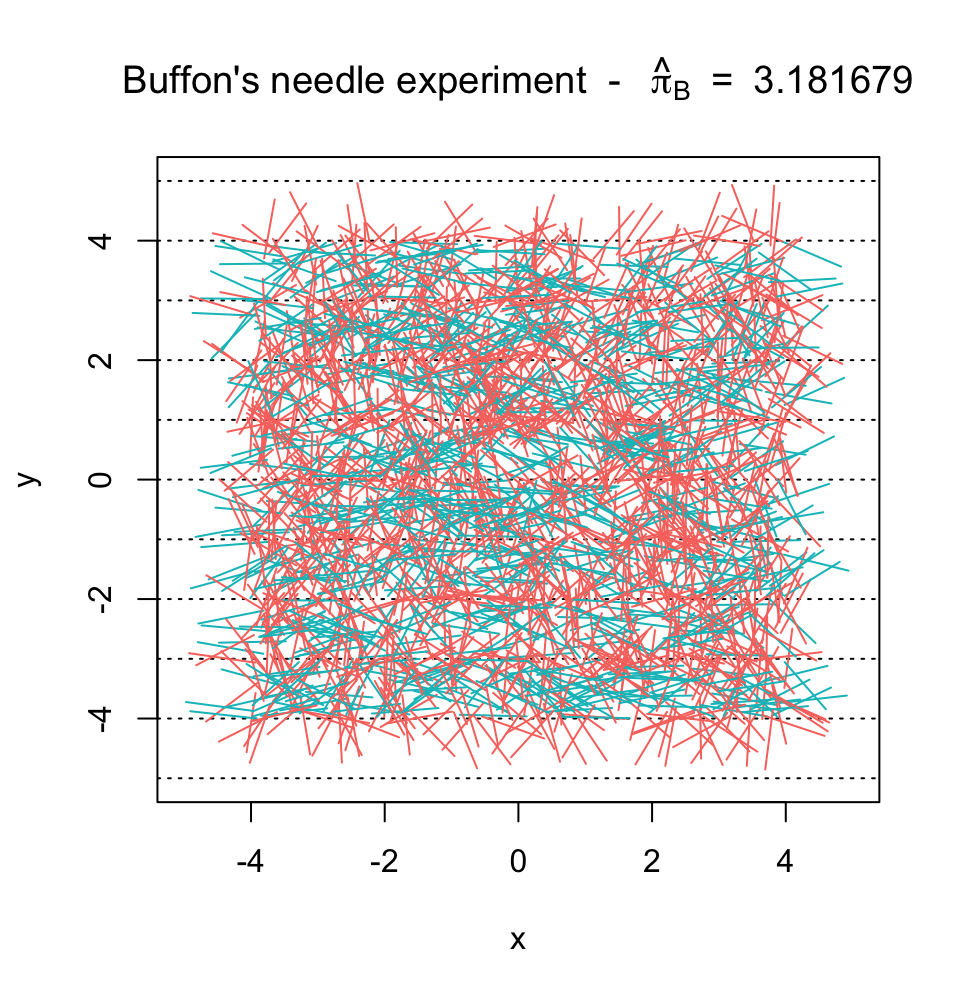 Buffon's needle experiment - π̂B = 3.181679
4
2
0
-2
-4
y
-4 -2 0 2 4
x